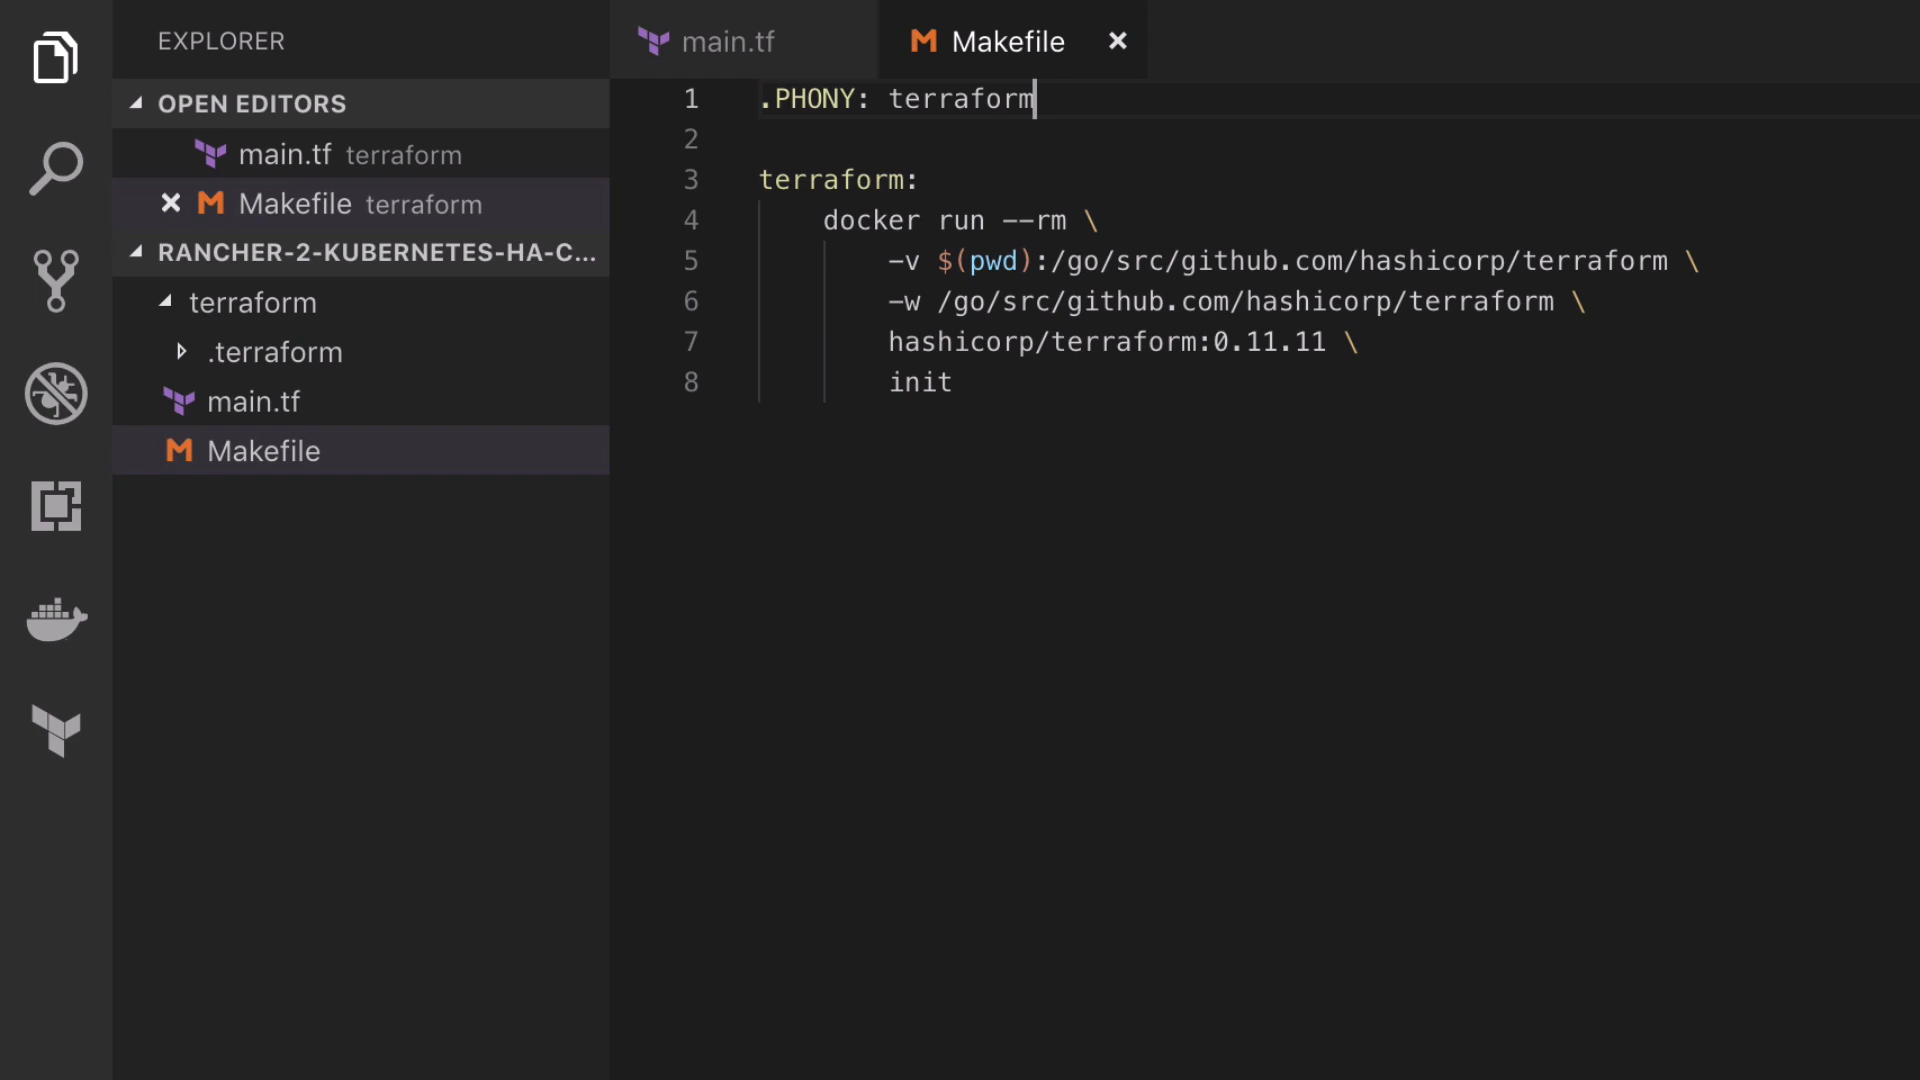 EXPLORER
OPEN EDITORS
main.tf terraform
Makefile terraform
RANCHER-2-KUBERNETES-HA-C...
terraform
.terraform
main.tf
Makefile
main.tf
Makefile
1 .PHONY: terraform
2
3 terraform:
4 docker run --rm \
5 -v $(pwd):/go/src/github.com/hashicorp/terraform \
6 -w /go/src/github.com/hashicorp/terraform \
7 hashicorp/terraform:0.11.11 \
8 init